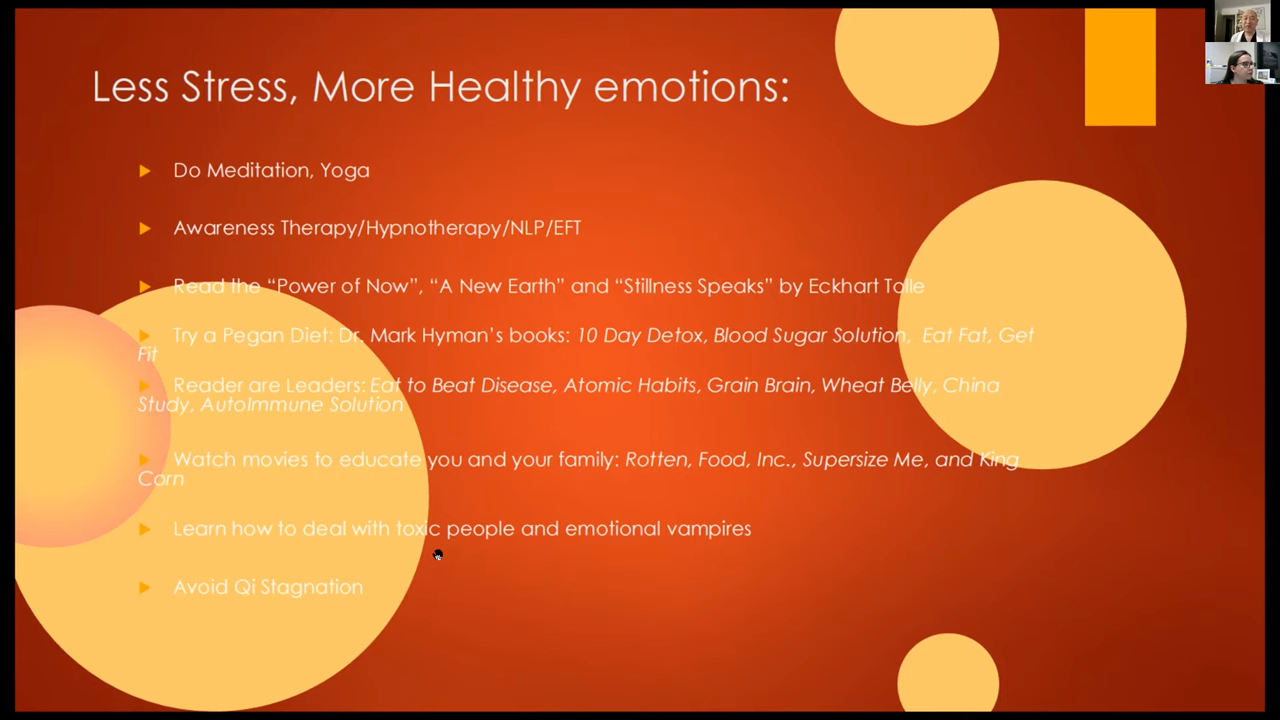 Less Stress, More Healthy emotions:
Do Meditation, Yoga
Awareness Therapy/Hypnotherapy/NLP/EFT
Read the “Power of Now”, “A New Earth” and “Stillness Speaks” by Eckhart Tolle
Try a Pegan Diet: Dr. Mark Hyman’s books: 10 Day Detox, Blood Sugar Solution, Eat Fat, Get
Fit
Reader are Leaders: Eat to Beat Disease, Atomic Habits, Grain Brain, Wheat Belly, China
Study, AutoImmune Solution
Watch movies to educate you and your family: Rotten, Food, Inc., Supersize Me, and King
Corn
Learn how to deal with toxic people and emotional vampires
Avoid Qi Stagnation